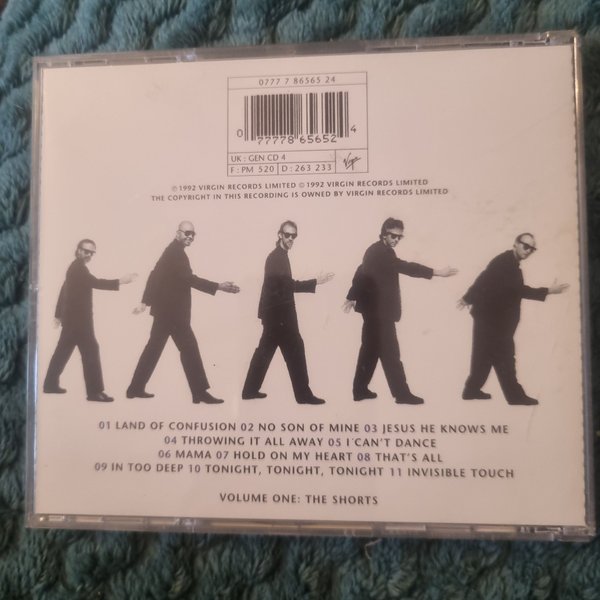 0777 7 86565 24
0 77778 65652 4
UK : GEN CD 4
F : PM 520 D : 263 233 Virgin
℗ 1992 VIRGIN RECORDS LIMITED © 1992 VIRGIN RECORDS LIMITED
THE COPYRIGHT IN THIS RECORDING IS OWNED BY VIRGIN RECORDS LIMITED
01 LAND OF CONFUSION 02 NO SON OF MINE 03 JESUS HE KNOWS ME
04 THROWING IT ALL AWAY 05 I CAN'T DANCE
06 MAMA 07 HOLD ON MY HEART 08 THAT'S ALL
09 IN TOO DEEP 10 TONIGHT, TONIGHT, TONIGHT 11 INVISIBLE TOUCH
VOLUME ONE: THE SHORTS